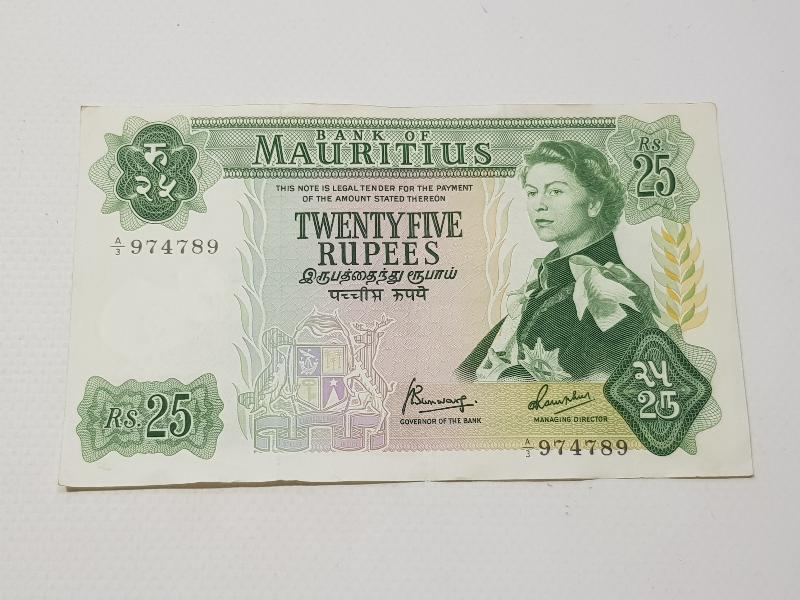 रु
२५
BANK OF
MAURITIUS
RS.
25
THIS NOTE IS LEGAL TENDER FOR THE PAYMENT
OF THE AMOUNT STATED THEREON
A/3 974789
TWENTY FIVE
RUPEES
இருபத்தைந்து ரூபாய்
पच्चीस रुपये
RS. 25
GOVERNOR OF THE BANK
MANAGING DIRECTOR
A/3 974789